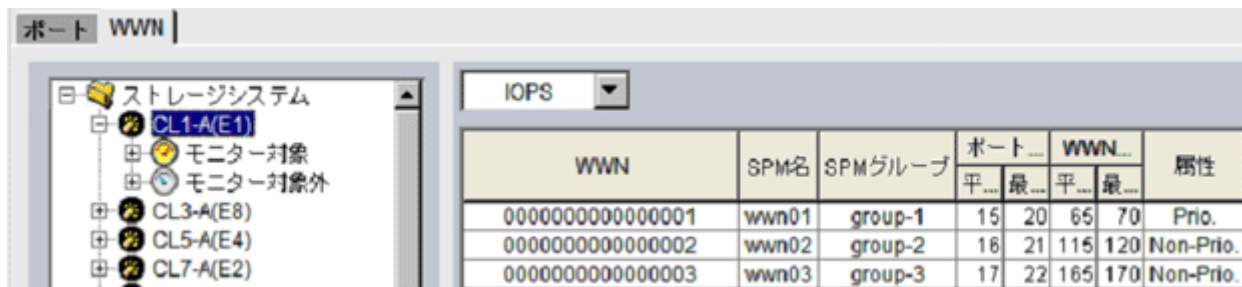 ポート WWN
ストレージシステム
CL1-A(E1)
モニター対象
モニター対象外
CL3-A(E8)
CL5-A(E4)
CL7-A(E2)
IOPS
WWN SPM名 SPMグループ ポート... WWN... 属性
平... 最... 平... 最...
0000000000000001 wwn01 group-1 15 20 65 70 Prio.
0000000000000002 wwn02 group-2 16 21 115 120 Non-Prio.
0000000000000003 wwn03 group-3 17 22 165 170 Non-Prio.